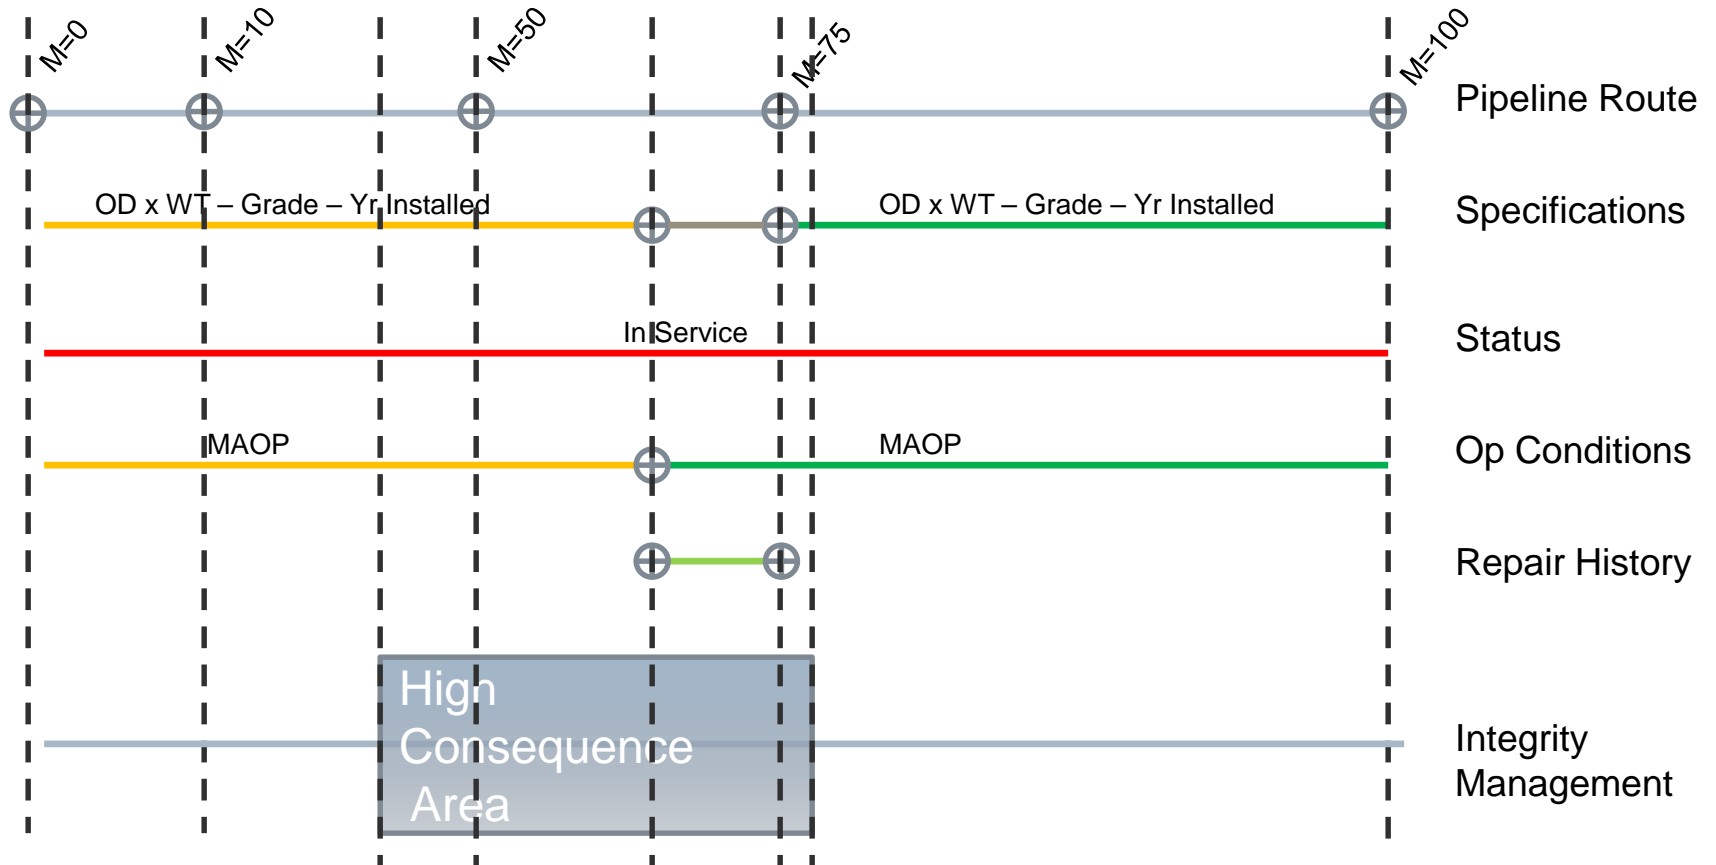 M=0
M=10
M=50
M=75
M=100
Pipeline Route
OD x WT – Grade – Yr Installed
OD x WT – Grade – Yr Installed
Specifications
In Service
Status
MAOP
MAOP
Op Conditions
Repair History
High
Consequence
Area
Integrity
Management